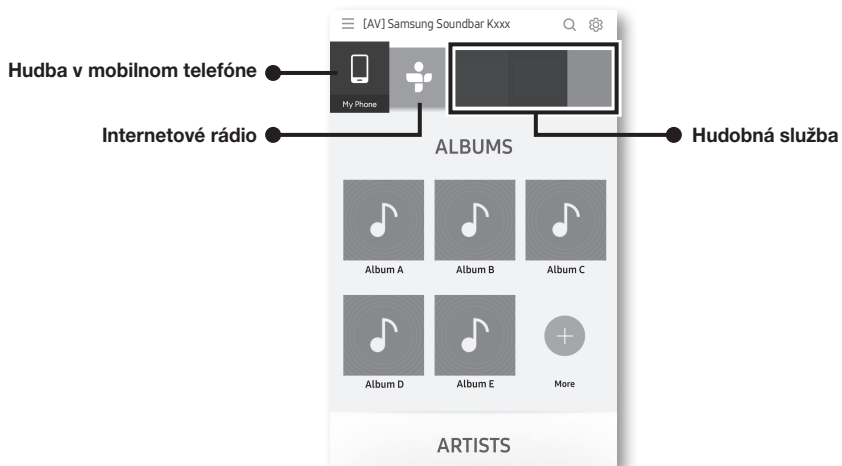 [AV] Samsung Soundbar Kxxx
Hudba v mobilnom telefóne
My Phone
Internetové rádio
Hudobná služba
ALBUMS
Album A
Album B
Album C
Album D
Album E
More
ARTISTS